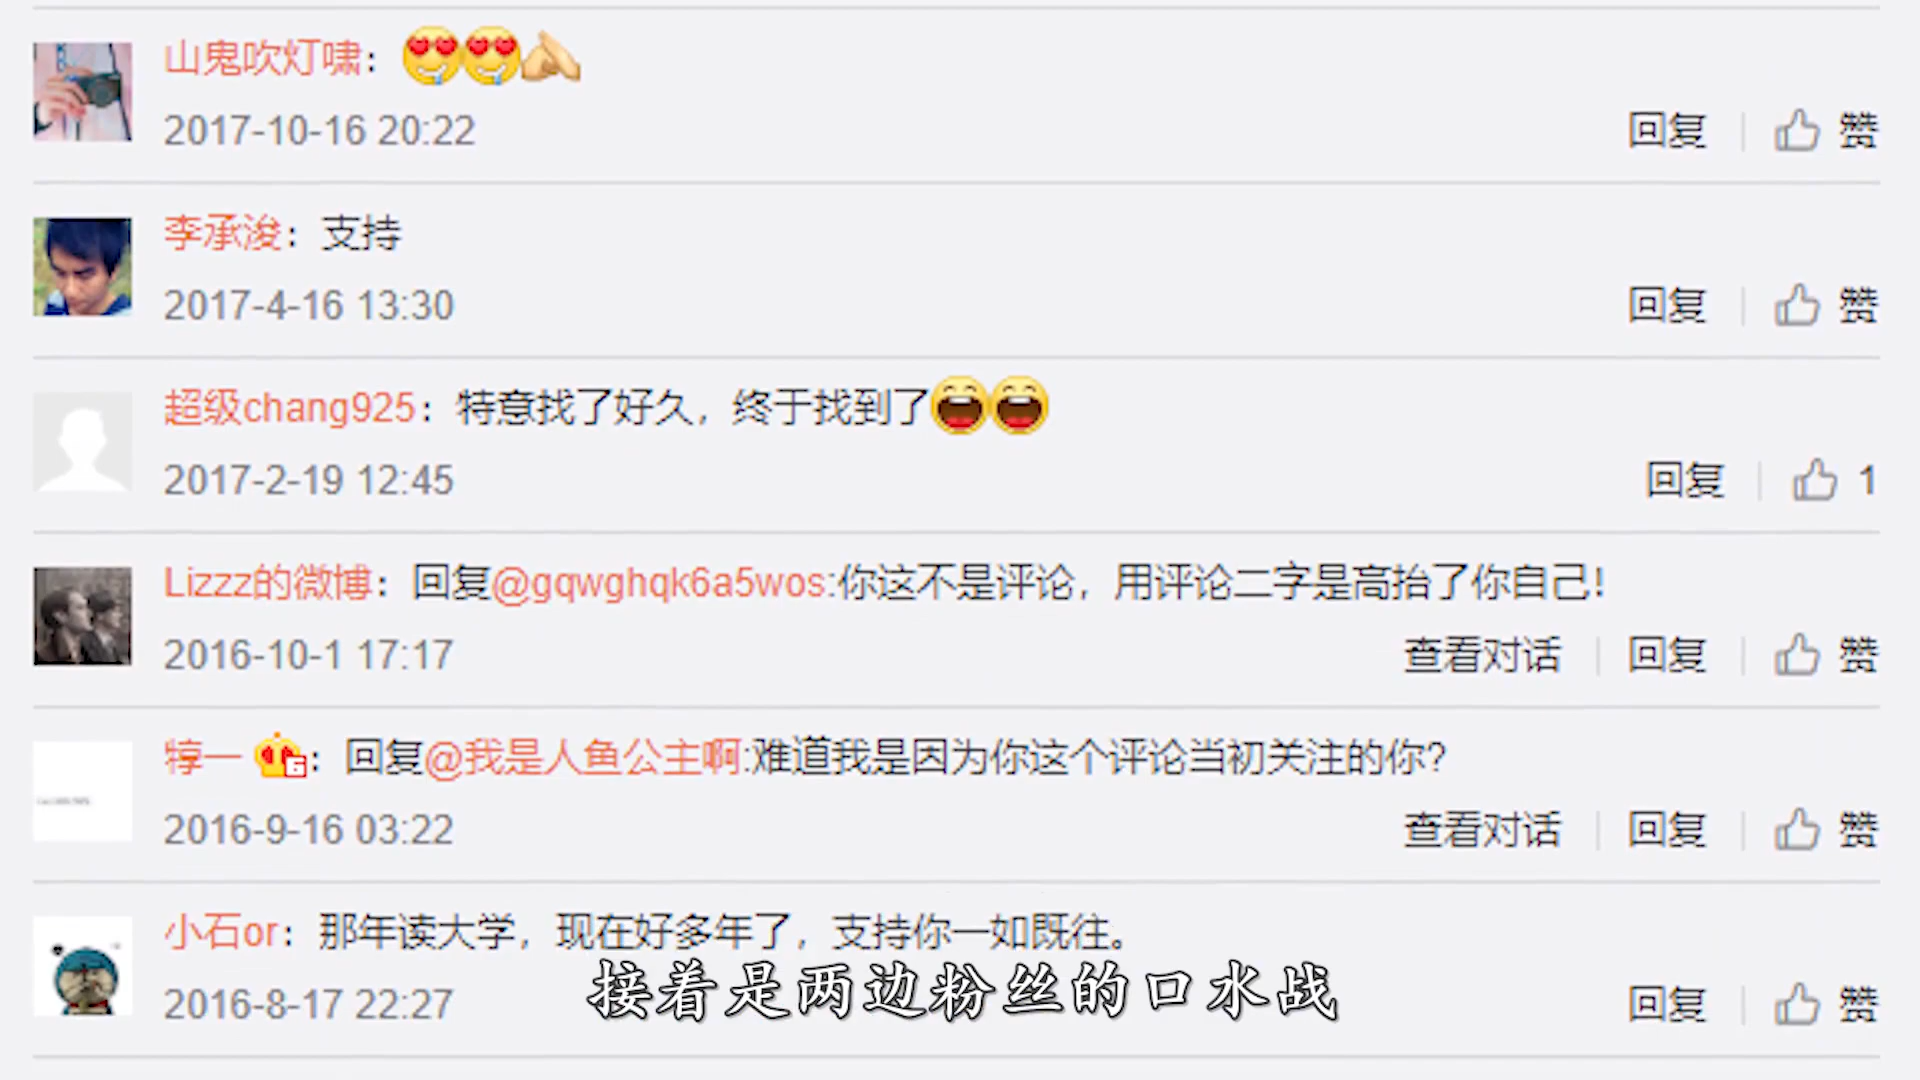 山鬼吹灯啸：
2017-10-16 20:22
回复 赞
李承浚：支持
2017-4-16 13:30
回复 赞
超级chang925：特意找了好久，终于找到了
2017-2-19 12:45
回复 1
Lizzz的微博：回复@gqwghqk6a5wos:你这不是评论，用评论二字是高抬了你自己！
2016-10-1 17:17
查看对话 回复 赞
犉一：回复@我是人鱼公主啊:难道我是因为你这个评论当初关注的你？
2016-9-16 03:22
查看对话 回复 赞
小石or：那年读大学，现在好多年了，支持你一如既往。
2016-8-17 22:27
回复 赞
接着是两边粉丝的口水战